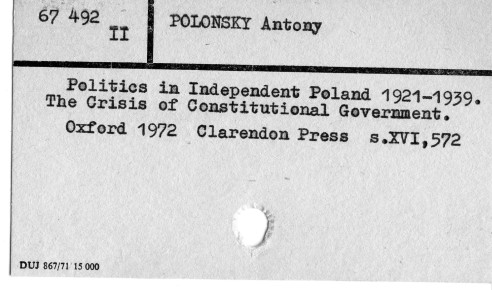 67 492
II
POLONSKY Antony
Politics in Independent Poland 1921-1939.
The Crisis of Constitutional Government.
Oxford 1972 Clarendon Press s.XVI,572
DUJ 867/71 15 000